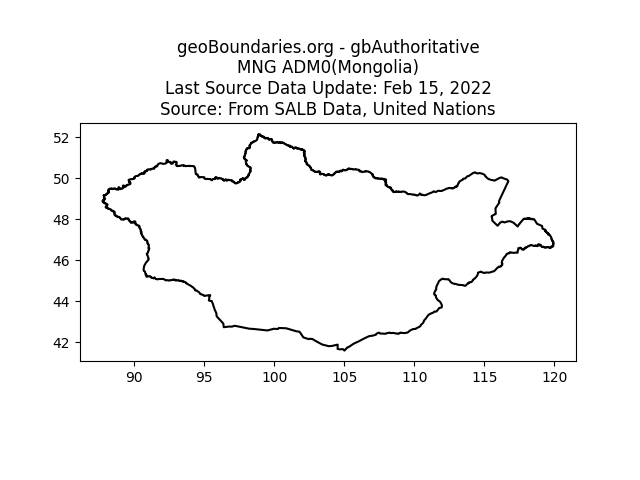 geoBoundaries.org - gbAuthoritative
MNG ADM0(Mongolia)
Last Source Data Update: Feb 15, 2022
Source: From SALB Data, United Nations
52
50
48
46
44
42
90 95 100 105 110 115 120